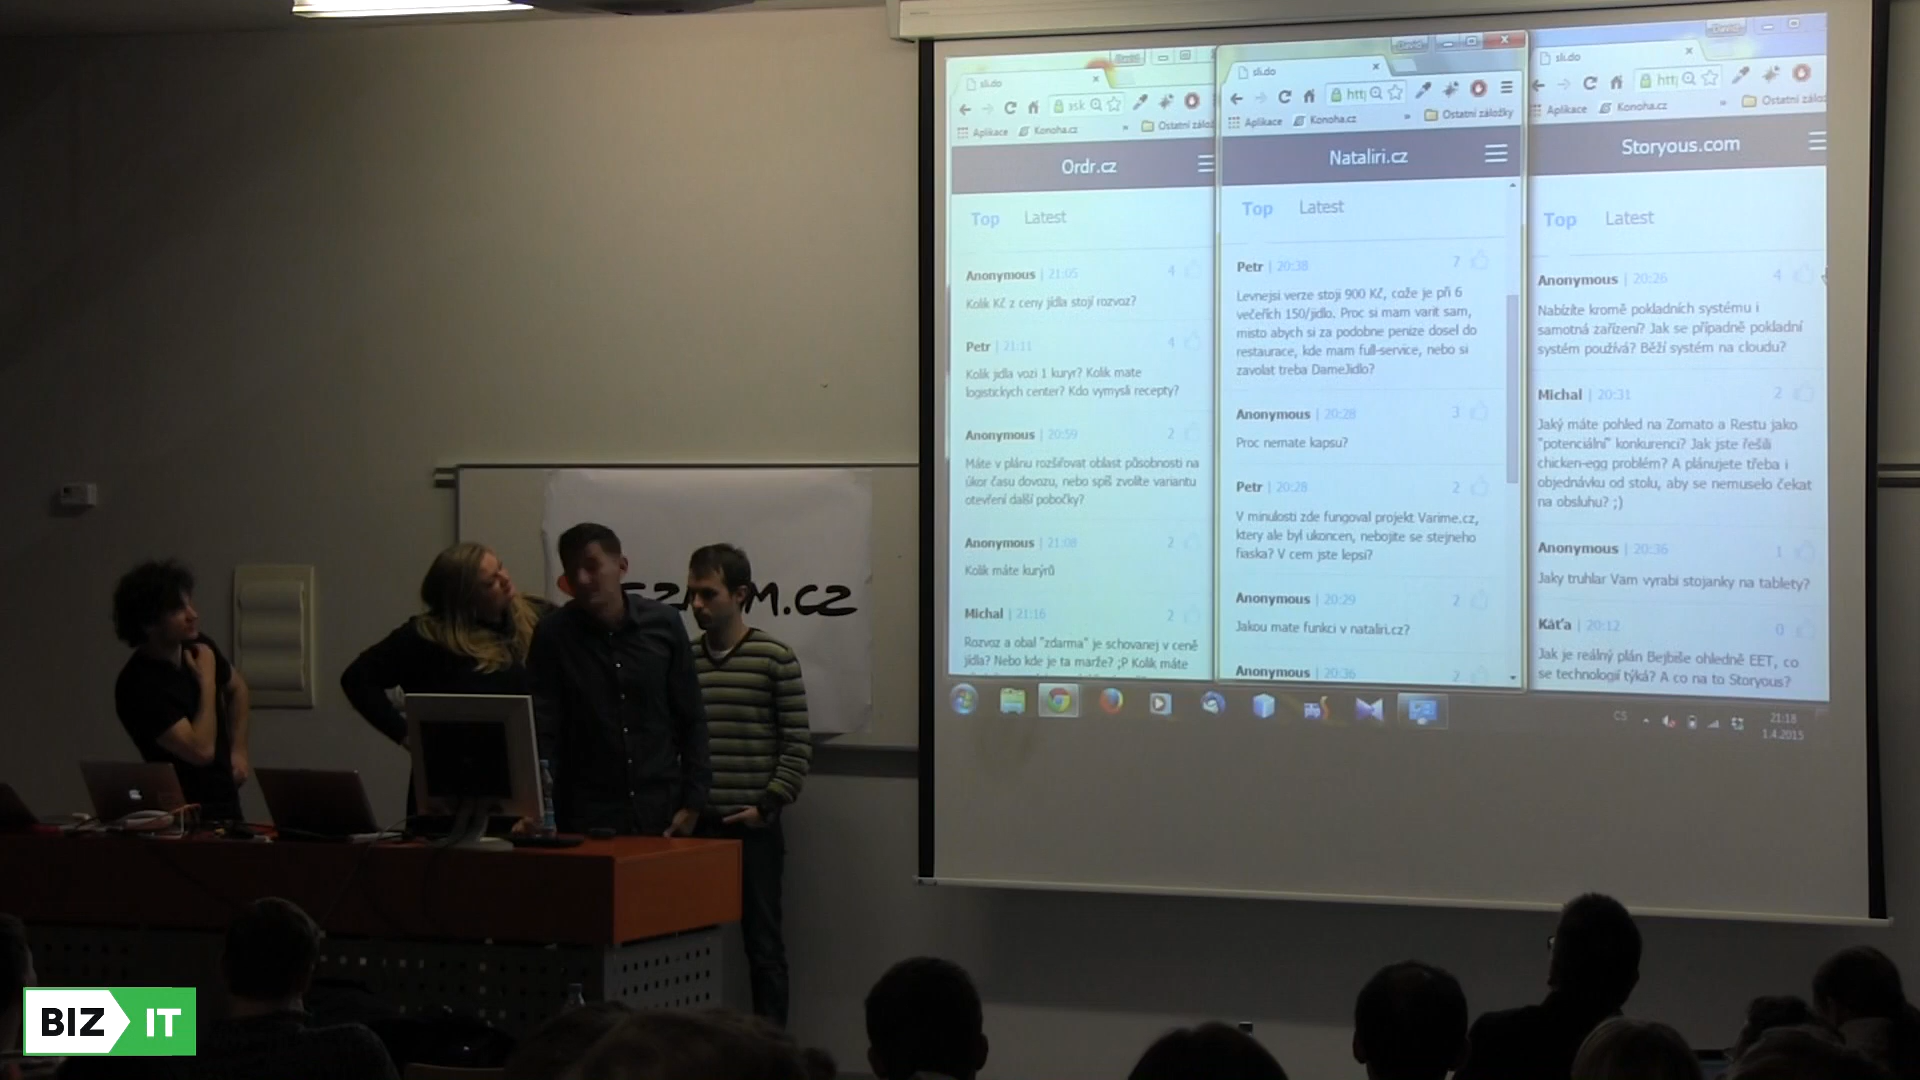 sli.do
ask
Aplikace
Konoha.cz
»
Ordr.cz
Top
Latest
Anonymous | 21:05
4
Kolik Kč z ceny jídla stojí rozvoz?
Petr | 21:11
4
Kolik jidla vozi 1 kuryr? Kolik mate
logistickych center? Kdo vymysli recepty?
Anonymous | 20:59
2
Máte v plánu rozšiřovat oblast působnosti na
úkor času dovozu, nebo spíš zvolíte variantu
otevření další pobočky?
Anonymous | 21:08
2
Kolik máte kurýrů
Michal | 21:16
2
Rozvoz a obal "zdarma" je schovanej v ceně
jídla? Nebo kde je ta marže? ;P Kolik máte
sli.do
Aplikace
Konoha.cz
»
Ostatní záložky
Nataliri.cz
Top
Latest
Petr | 20:38
7
Levnejsi verze stoji 900 Kč, cože je při 6
večeřích 150/jidlo. Proc si mam varit sam,
misto abych si za podobne penize dosel do
restaurace, kde mam full-service, nebo si
zavolat treba DameJidlo?
Anonymous | 20:28
3
Proc nemate kapsu?
Petr | 20:28
2
V minulosti zde fungoval projekt Varime.cz,
ktery ale byl ukoncen, nebojite se stejneho
fiaska? V cem jste lepsi?
Anonymous | 20:29
2
Jakou mate funkci v nataliri.cz?
Anonymous | 20:36
2
sli.do
Aplikace
Konoha.cz
»
Storyous.com
Top
Latest
Anonymous | 20:26
4
Nabízíte kromě pokladních systému i
samotná zařízení? Jak se případně pokladní
systém používá? Běží systém na cloudu?
Michal | 20:31
2
Jaký máte pohled na Zomato a Restu jako
"potenciální" konkurenci? Jak jste řešili
chicken-egg problém? A plánujete třeba i
objednávku od stolu, aby se nemuselo čekat
na obsluhu? ;)
Anonymous | 20:36
1
Jaky truhlar Vam vyrabi stojanky na tablety?
Káťa | 20:12
0
Jak je reálný plán Bejbiše ohledně EET, co
se technologií týká? A co na to Storyous?
CS
21:18
1.4.2015
M.CZ
BIZ IT